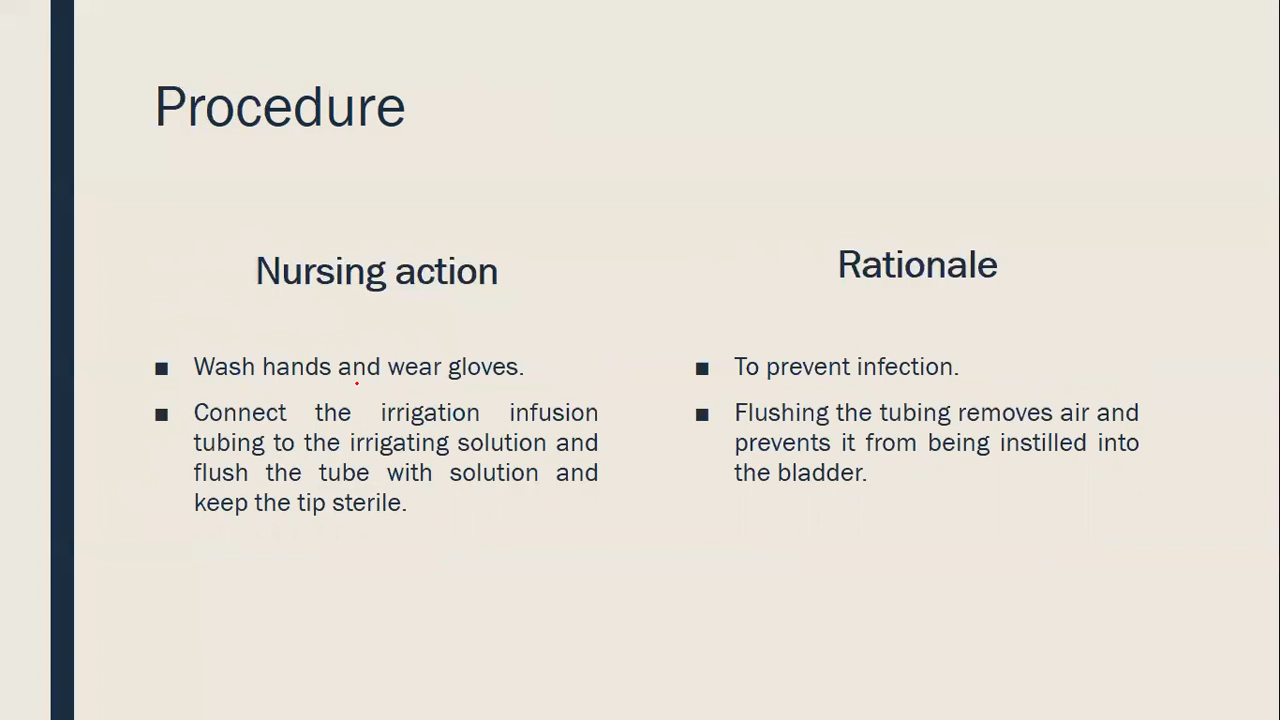 Procedure
Nursing action
■ Wash hands and wear gloves.
■ Connect the irrigation infusion
tubing to the irrigating solution and
flush the tube with solution and
keep the tip sterile.
Rationale
■ To prevent infection.
■ Flushing the tubing removes air and
prevents it from being instilled into
the bladder.